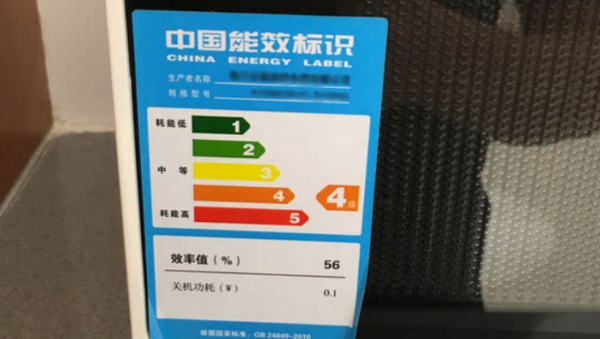 中国能效标识
CHINA ENERGY LABEL
生产者名称
规格型号
耗能低
1
2
中等
3
4
4级
耗能高
5
效率值(%) 56
关机功耗(W) 0.1
依据国家标准：GB 24849-2010